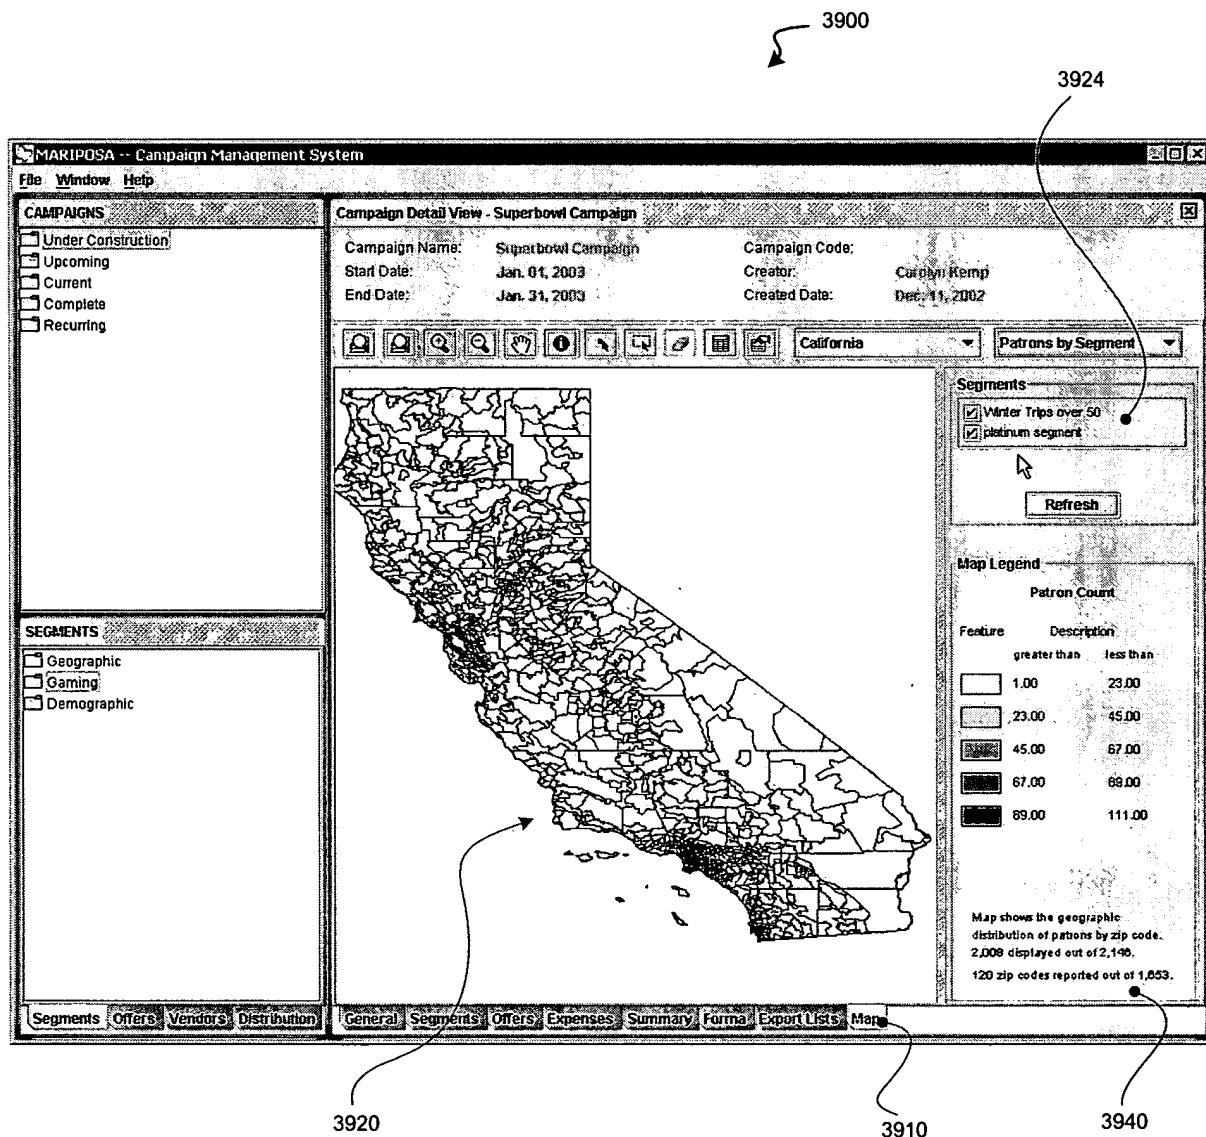 3900
3924
MARIPOSA -- Campaign Management System
File Window Help
CAMPAIGNS
Under Construction
Upcoming
Current
Complete
Recurring
Campaign Detail View - Superbowl Campaign
Campaign Name: Superbowl Campaign Campaign Code:
Start Date: Jan. 01, 2003 Creator: Carolyn Kemp
End Date: Jan. 31, 2003 Created Date: Dec. 11, 2002
California Patrons by Segment
Segments
Winter Trips over 50
platinum segment
Refresh
Map Legend
Patron Count
Feature Description
greater than less than
1.00 23.00
23.00 45.00
45.00 67.00
67.00 89.00
89.00 111.00
Map shows the geographic
distribution of patrons by zip code.
2,009 displayed out of 2,146.
120 zip codes reported out of 1,653.
SEGMENTS
Geographic
Gaming
Demographic
Segments Offers Vendors Distribution
General Segments Offers Expenses Summary Forma Export Lists Map
3920
3910
3940